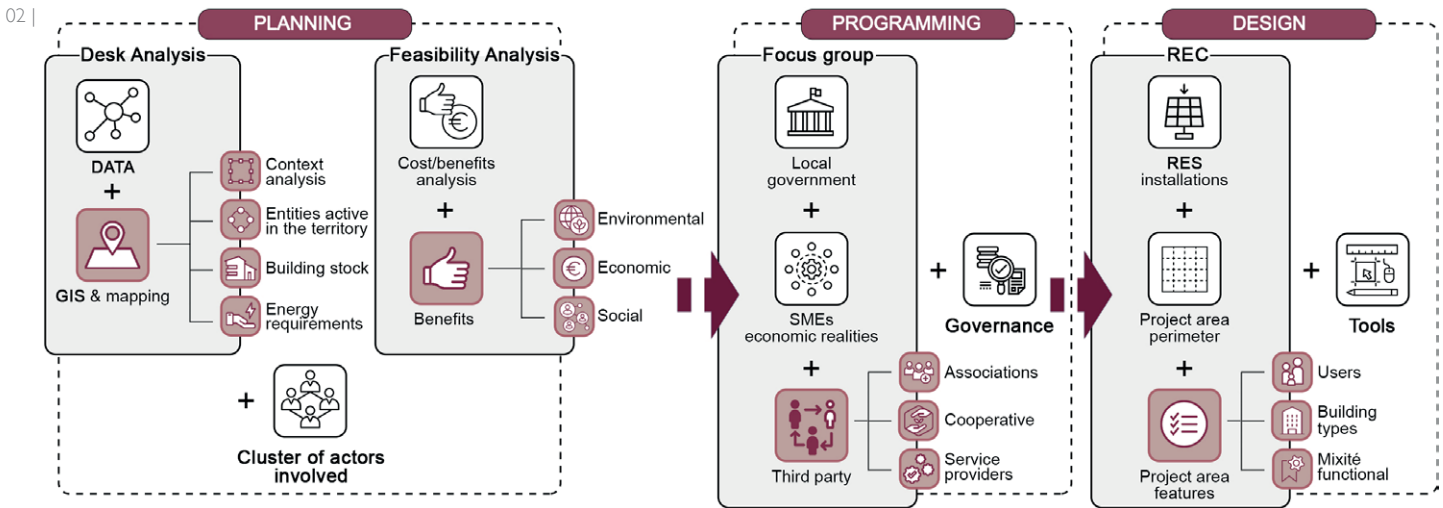 02 |
PLANNING
Desk Analysis
DATA
+
GIS & mapping
Context
analysis
Entities active
in the territory
Building stock
Energy
requirements
Feasibility Analysis
Cost/benefits
analysis
+
Benefits
Environmental
Economic
Social
+
Cluster of actors
involved
PROGRAMMING
Focus group
Local
government
+
SMEs
economic realities
+
Third party
Associations
Cooperative
Service
providers
+
Governance
DESIGN
REC
RES
installations
+
Project area
perimeter
+
Project area
features
Users
Building
types
Mixité
functional
+
Tools